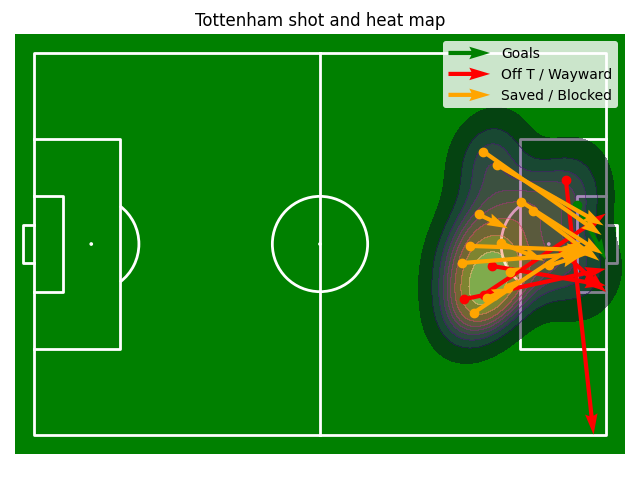 Tottenham shot and heat map
Goals
Off T / Wayward
Saved / Blocked